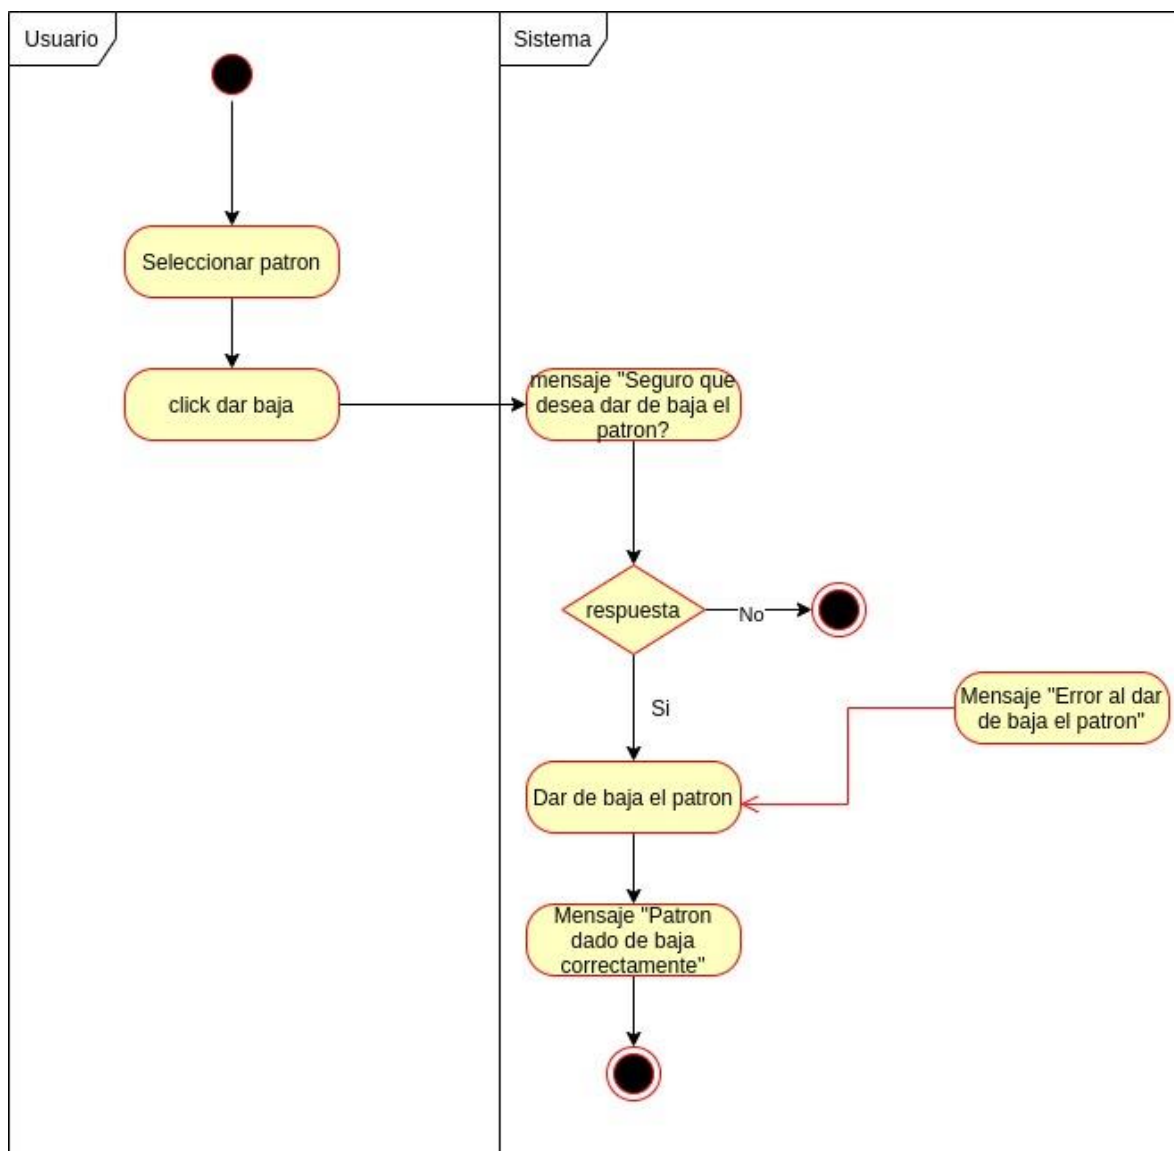 Usuario
Sistema
Seleccionar patron
click dar baja
mensaje "Seguro que
desea dar de baja el
patron?
respuesta
No
Si
Mensaje "Error al dar
de baja el patron"
Dar de baja el patron
Mensaje "Patron
dado de baja
correctamente"